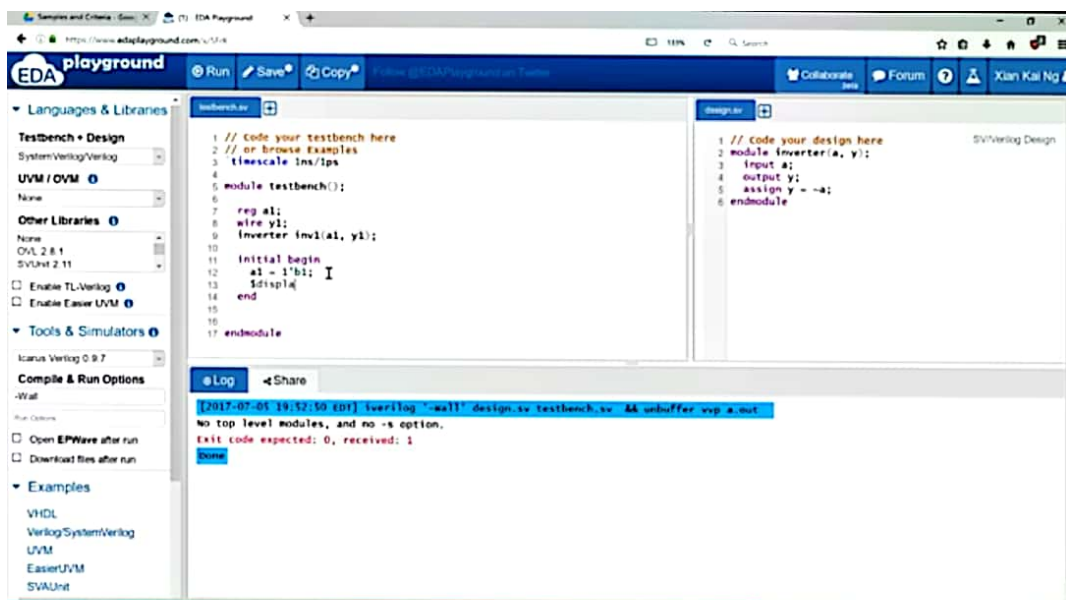 Samples and Criteria - Goo
(1) EDA Playground
https://www.edaplayground.com
Search
EDA playground
Run
Save
Copy
Follow @EDAPlayground on Twitter
Collaborate
beta
Forum
Xian Kai Ng
Languages & Libraries
Testbench + Design
SystemVerilog/Verilog
UVM / OVM
None
Other Libraries
None
OVL 2.8.1
SVUnit 2.11
Enable TL-Verilog
Enable Easier UVM
Tools & Simulators
Icarus Verilog 0.9.7
Compile & Run Options
-Wall
Run Options
Open EPWave after run
Download files after run
Examples
VHDL
Verilog/SystemVerilog
UVM
EasierUVM
SVAUnit
testbench.sv
1 // Code your testbench here
2 // or browse Examples
3 `timescale 1ns/1ps
4
5 module testbench();
6
7 reg a1;
8 wire y1;
9 inverter inv1(a1, y1);
10
11 initial begin
12 a1 = 1'b1;
13 $displa
14 end
15
16
17 endmodule
design.sv
SV/Verilog Design
1 // Code your design here
2 module inverter(a, y);
3 input a;
4 output y;
5 assign y = ~a;
6 endmodule
Log
Share
[2017-07-05 19:52:50 EDT] iverilog '-Wall' design.sv testbench.sv && unbuffer vvp a.out
No top level modules, and no -s option.
Exit code expected: 0, received: 1
Done